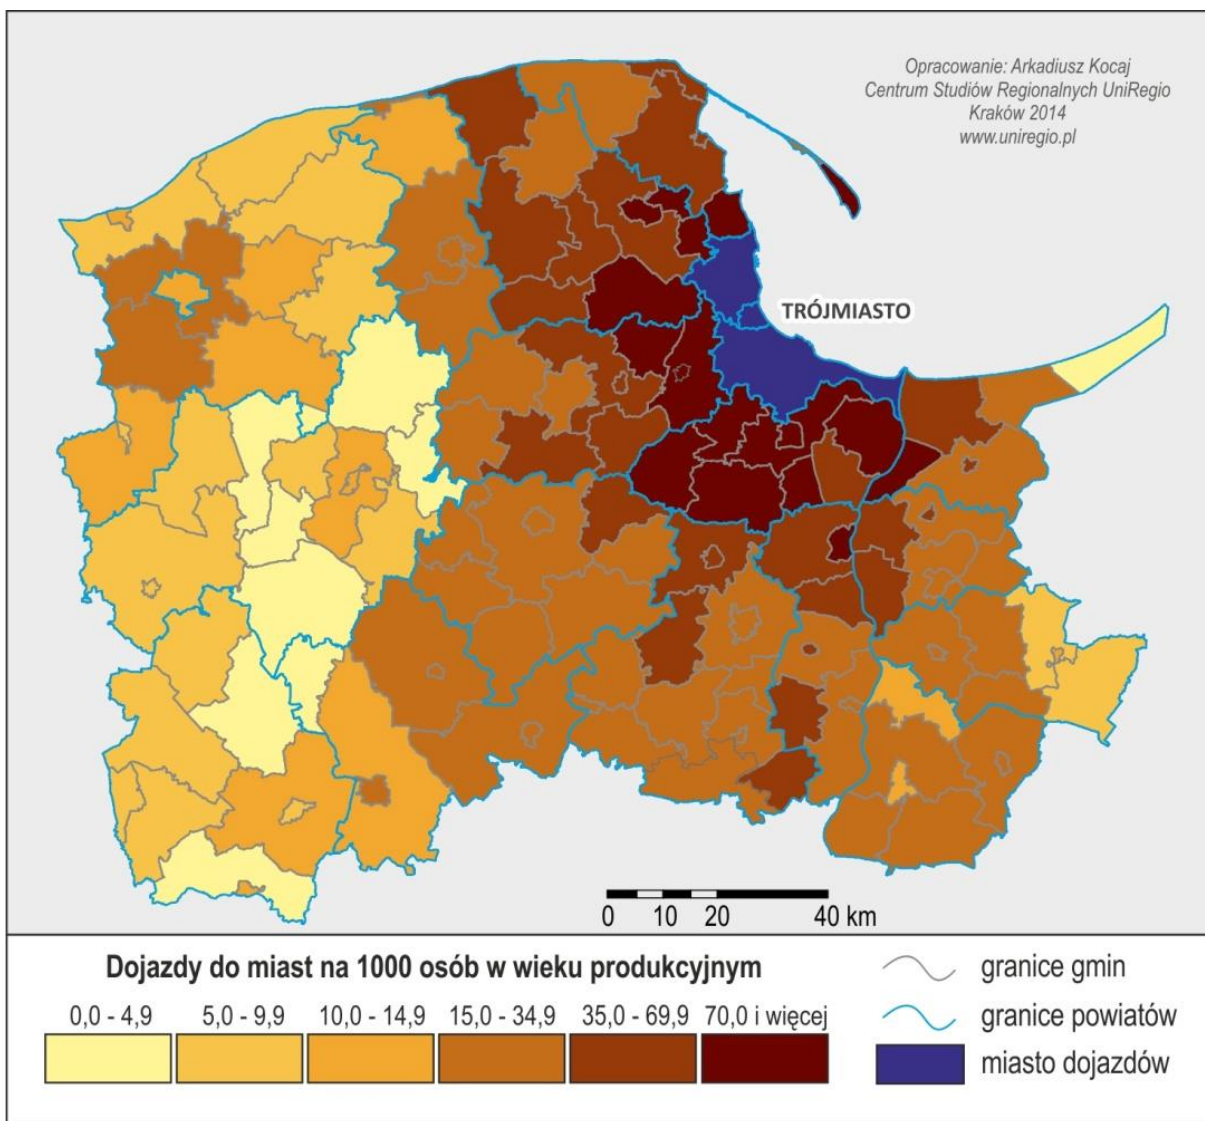 Opracowanie: Arkadiusz Kocaj
Centrum Studiów Regionalnych UniRegio
Kraków 2014
www.uniregio.pl
TRÓJMIASTO
0 10 20 40 km
Dojazdy do miast na 1000 osób w wieku produkcyjnym
0,0 - 4,9 5,0 - 9,9 10,0 - 14,9 15,0 - 34,9 35,0 - 69,9 70,0 i więcej
granice gmin
granice powiatów
miasto dojazdów